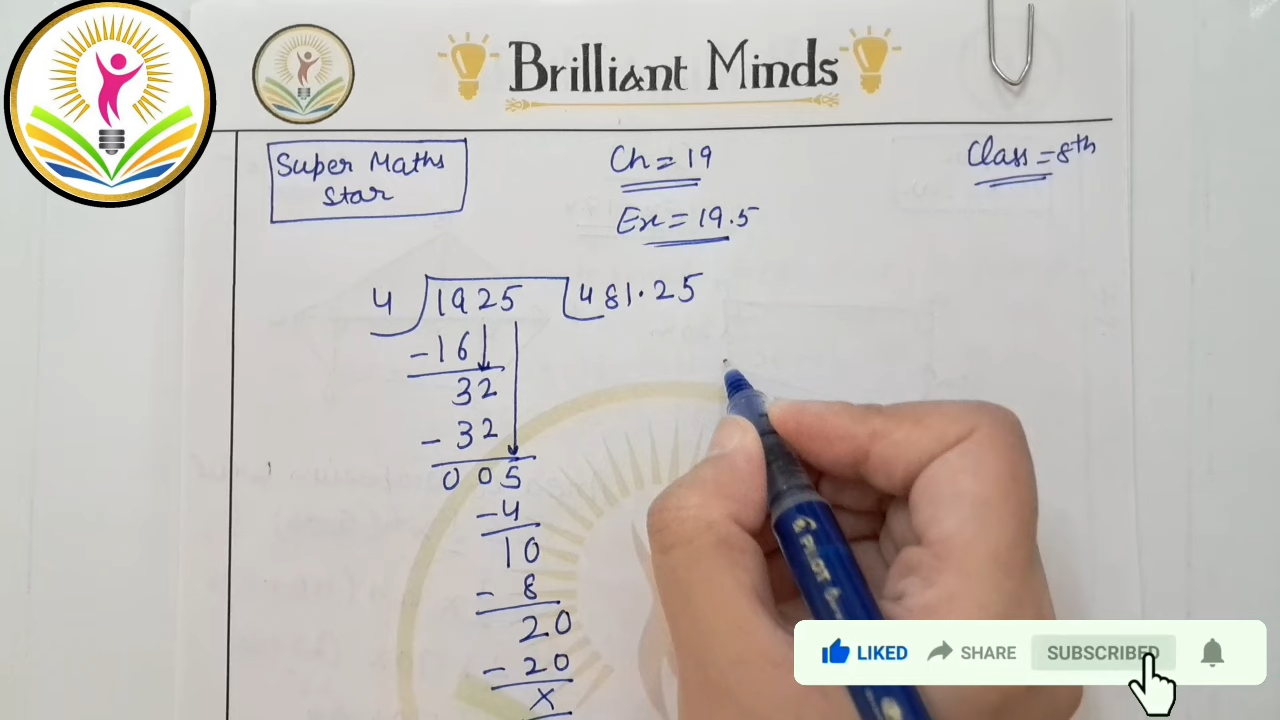 Brilliant Minds
Super Maths
Star
Ch = 19
Class = 8th
Ex = 19.5
4 1925 481.25
-16
32
- 32
005
-4
10
- 8
20
- 20
x
PILOT
LIKED SHARE SUBSCRIBED